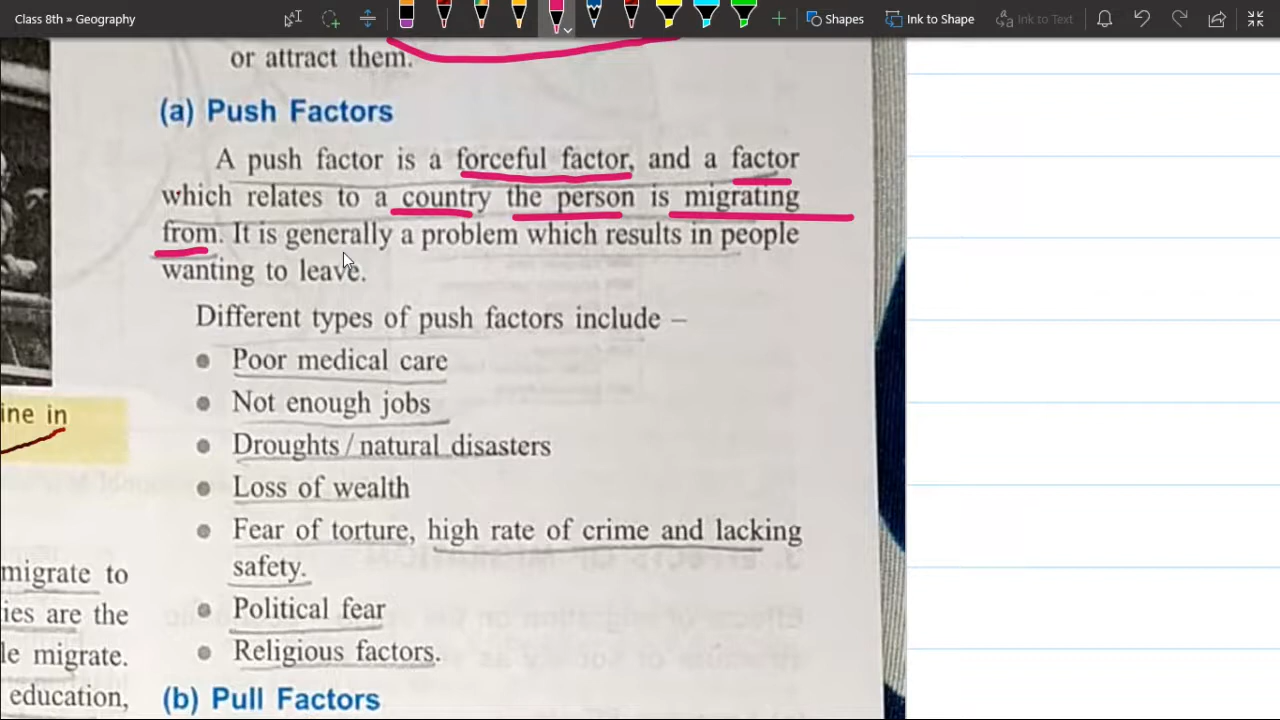 Class 8th » Geography
Shapes
Ink to Shape
Ink to Text
or attract them.
(a) Push Factors
A push factor is a forceful factor, and a factor
which relates to a country the person is migrating
from. It is generally a problem which results in people
wanting to leave.
Different types of push factors include –
• Poor medical care
• Not enough jobs
• Droughts / natural disasters
• Loss of wealth
• Fear of torture, high rate of crime and lacking
safety.
• Political fear
• Religious factors.
(b) Pull Factors
ine in
migrate to
ies are the
le migrate.
education,